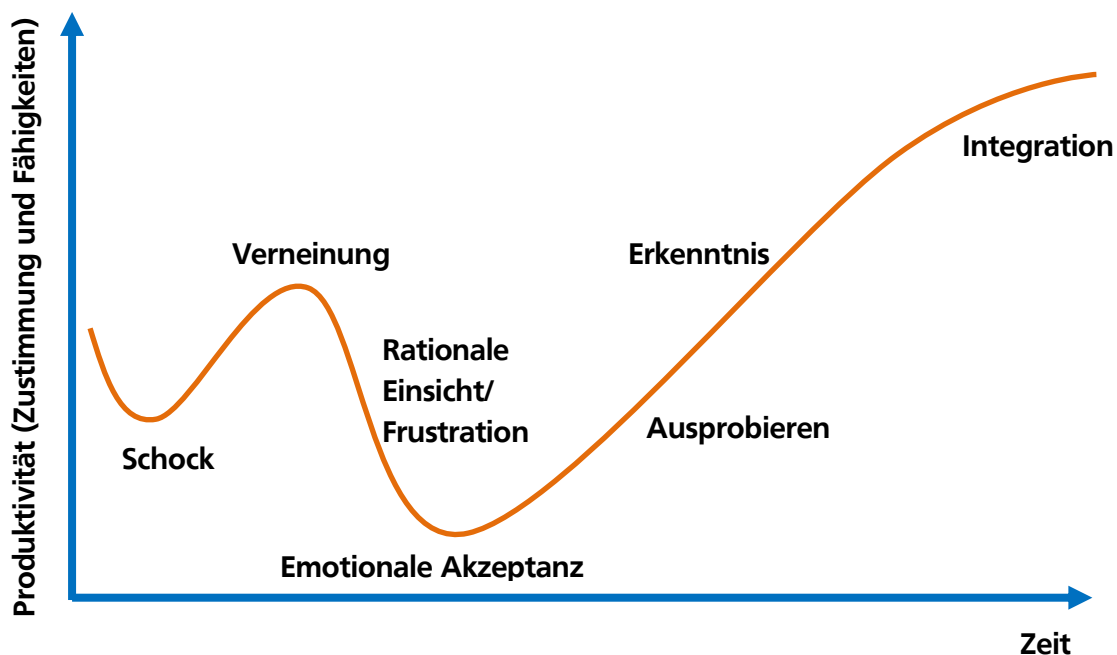 Produktivität (Zustimmung und Fähigkeiten)
Integration
Verneinung
Erkenntnis
Rationale
Einsicht/
Frustration
Ausprobieren
Schock
Emotionale Akzeptanz
Zeit